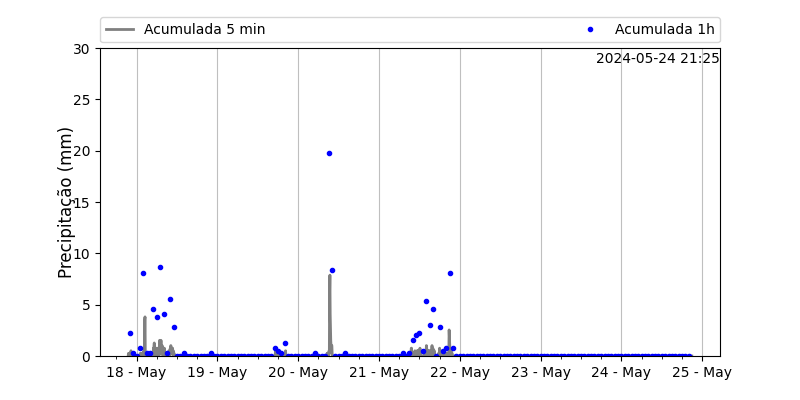 Acumulada 5 min
Acumulada 1h
2024-05-24 21:25
Precipitação (mm)
30
25
20
15
10
5
0
18 - May
19 - May
20 - May
21 - May
22 - May
23 - May
24 - May
25 - May